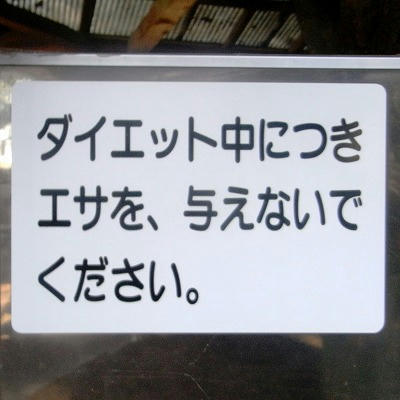 ダイエット中につき
エサを、与えないで
ください。